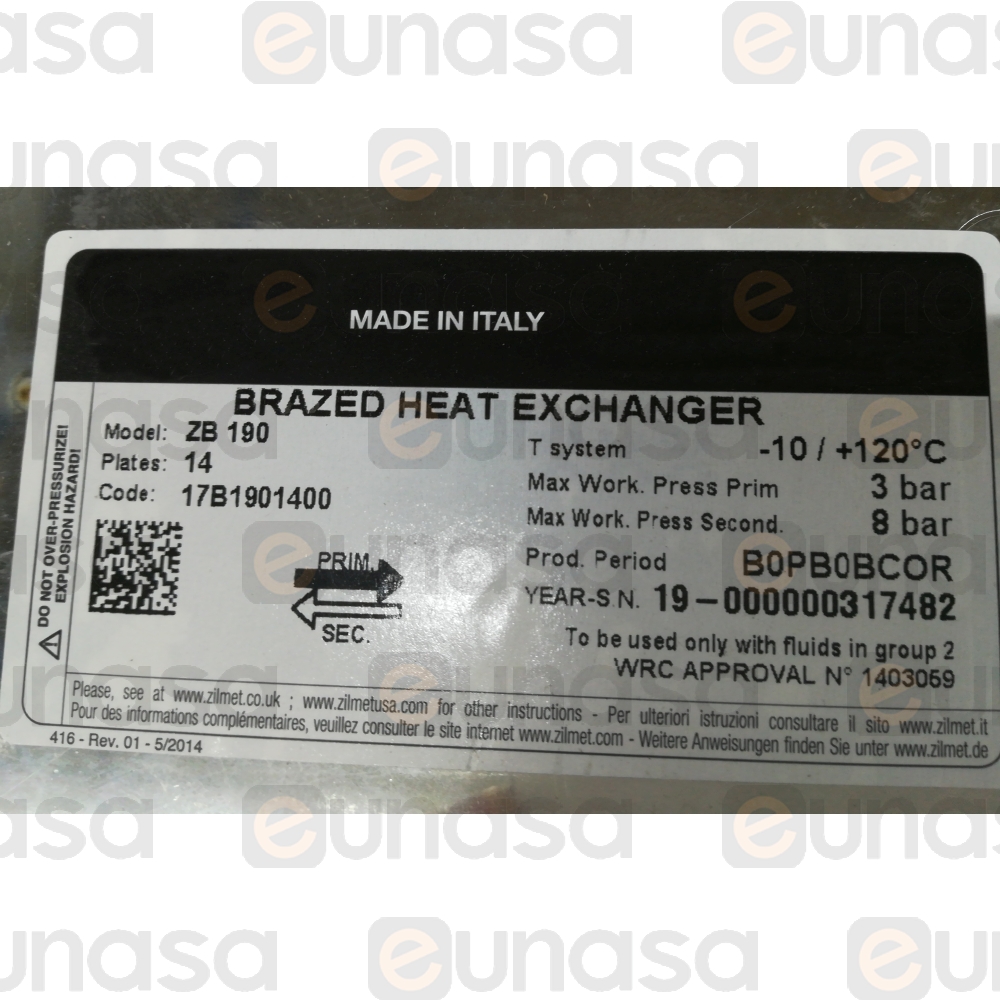 eunasa
MADE IN ITALY
BRAZED HEAT EXCHANGER
Model: ZB 190
Plates: 14
Code: 17B1901400
T system -10 / +120°C
Max Work. Press Prim 3 bar
Max Work. Press Second. 8 bar
Prod. Period B0PB0BCOR
YEAR-S.N. 19-000000317482
To be used only with fluids in group 2
WRC APPROVAL N° 1403059
PRIM.
SEC.
DO NOT OVER-PRESSURIZE!
EXPLOSION HAZARD!
Please, see at www.zilmet.co.uk ; www.zilmetusa.com for other instructions - Per ulteriori istruzioni consultare il sito www.zilmet.it
Pour des informations complémentaires, veuillez consulter le site internet www.zilmet.com - Weitere Anweisungen finden Sie unter www.zilmet.de
416 - Rev. 01 - 5/2014